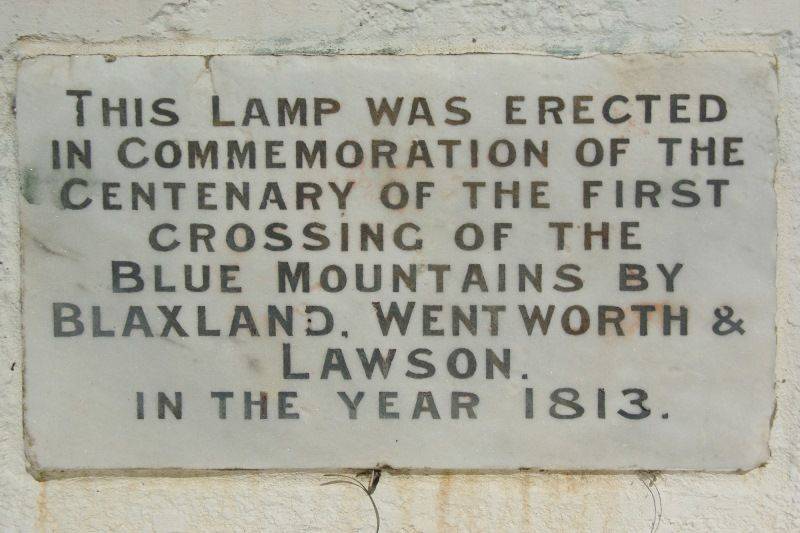 THIS LAMP WAS ERECTED
IN COMMEMORATION OF THE
CENTENARY OF THE FIRST
CROSSING OF THE
BLUE MOUNTAINS BY
BLAXLAND, WENTWORTH &
LAWSON.
IN THE YEAR 1813.